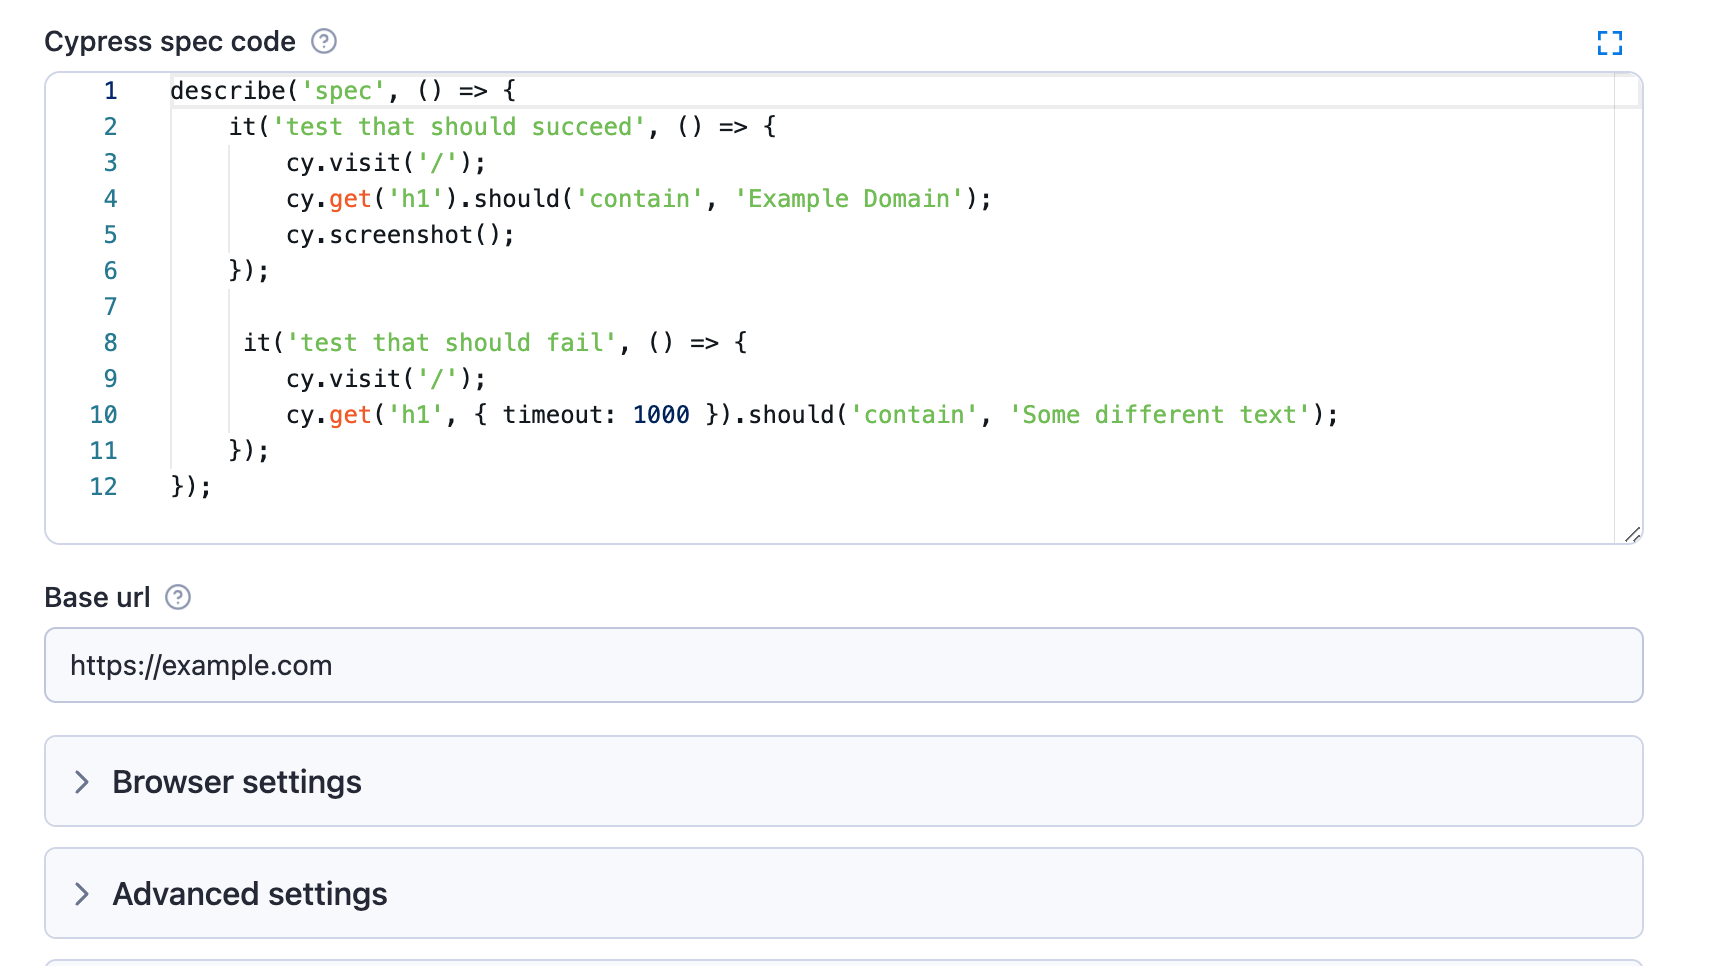 Cypress spec code ?
1 describe('spec', () => {
2     it('test that should succeed', () => {
3         cy.visit('/');
4         cy.get('h1').should('contain', 'Example Domain');
5         cy.screenshot();
6     });
7
8      it('test that should fail', () => {
9         cy.visit('/');
10         cy.get('h1', { timeout: 1000 }).should('contain', 'Some different text');
11     });
12 });
Base url ?
https://example.com
Browser settings
Advanced settings